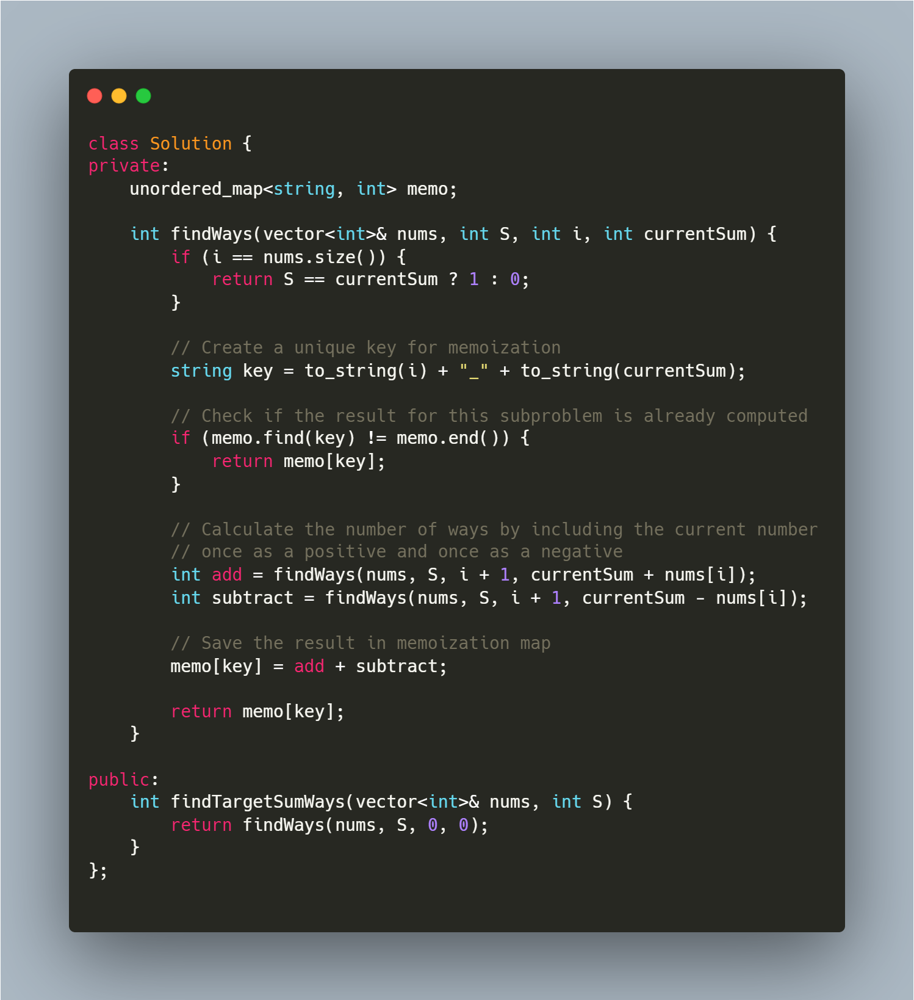 class Solution {
private:
    unordered_map<string, int> memo;

    int findWays(vector<int>& nums, int S, int i, int currentSum) {
        if (i == nums.size()) {
            return S == currentSum ? 1 : 0;
        }

        // Create a unique key for memoization
        string key = to_string(i) + "_" + to_string(currentSum);

        // Check if the result for this subproblem is already computed
        if (memo.find(key) != memo.end()) {
            return memo[key];
        }

        // Calculate the number of ways by including the current number
        // once as a positive and once as a negative
        int add = findWays(nums, S, i + 1, currentSum + nums[i]);
        int subtract = findWays(nums, S, i + 1, currentSum - nums[i]);

        // Save the result in memoization map
        memo[key] = add + subtract;

        return memo[key];
    }

public:
    int findTargetSumWays(vector<int>& nums, int S) {
        return findWays(nums, S, 0, 0);
    }
};